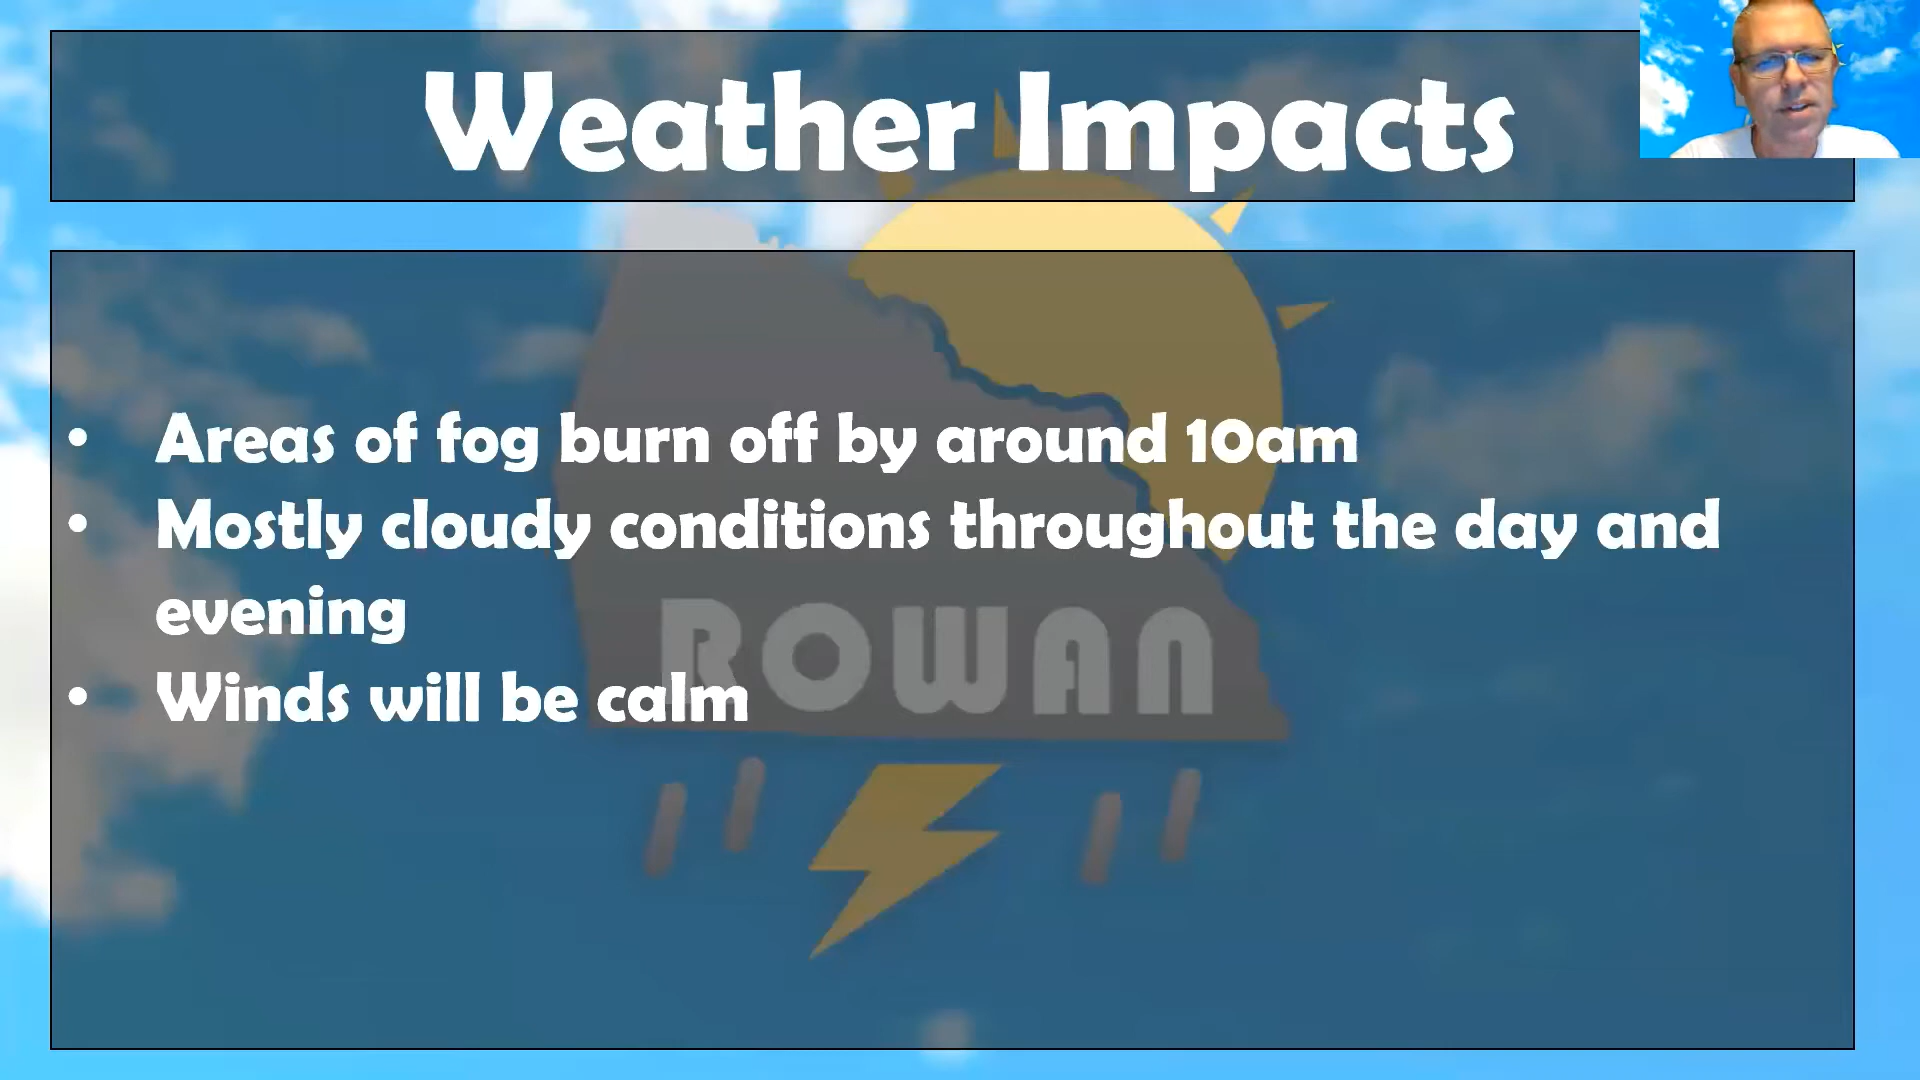 Weather Impacts
• Areas of fog burn off by around 10am
• Mostly cloudy conditions throughout the day and
evening
• Winds will be calm
ROWAN